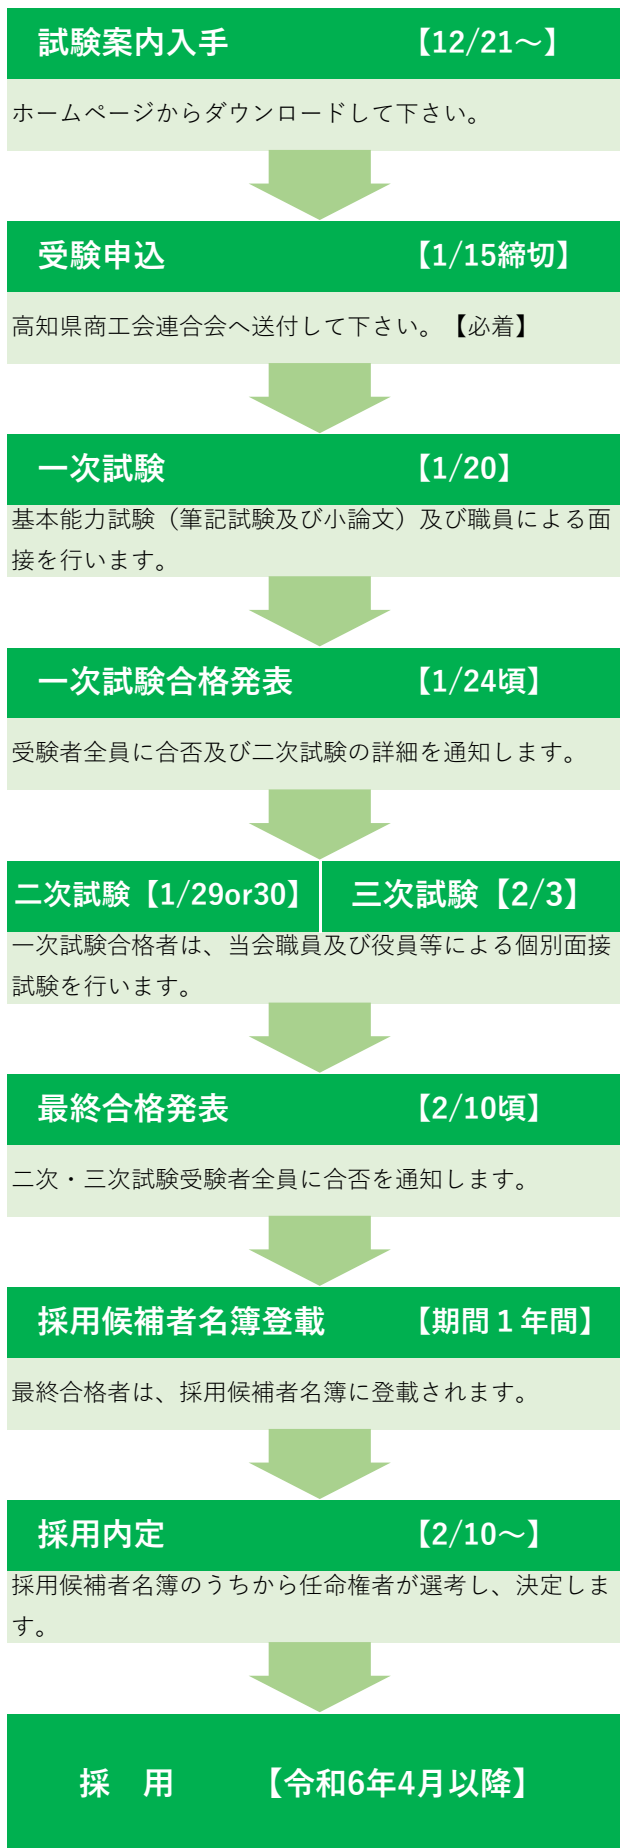 試験案内入手 【12/21～】
ホームページからダウンロードして下さい。
受験申込 【1/15締切】
高知県商工会連合会へ送付して下さい。【必着】
一次試験 【1/20】
基本能力試験（筆記試験及び小論文）及び職員による面
接を行います。
一次試験合格発表 【1/24頃】
受験者全員に合否及び二次試験の詳細を通知します。
二次試験【1/29or30】 三次試験【2/3】
一次試験合格者は、当会職員及び役員等による個別面接
試験を行います。
最終合格発表 【2/10頃】
二次・三次試験受験者全員に合否を通知します。
採用候補者名簿登載 【期間１年間】
最終合格者は、採用候補者名簿に登載されます。
採用内定 【2/10～】
採用候補者名簿のうちから任命権者が選考し、決定しま
す。
採　用 【令和6年4月以降】